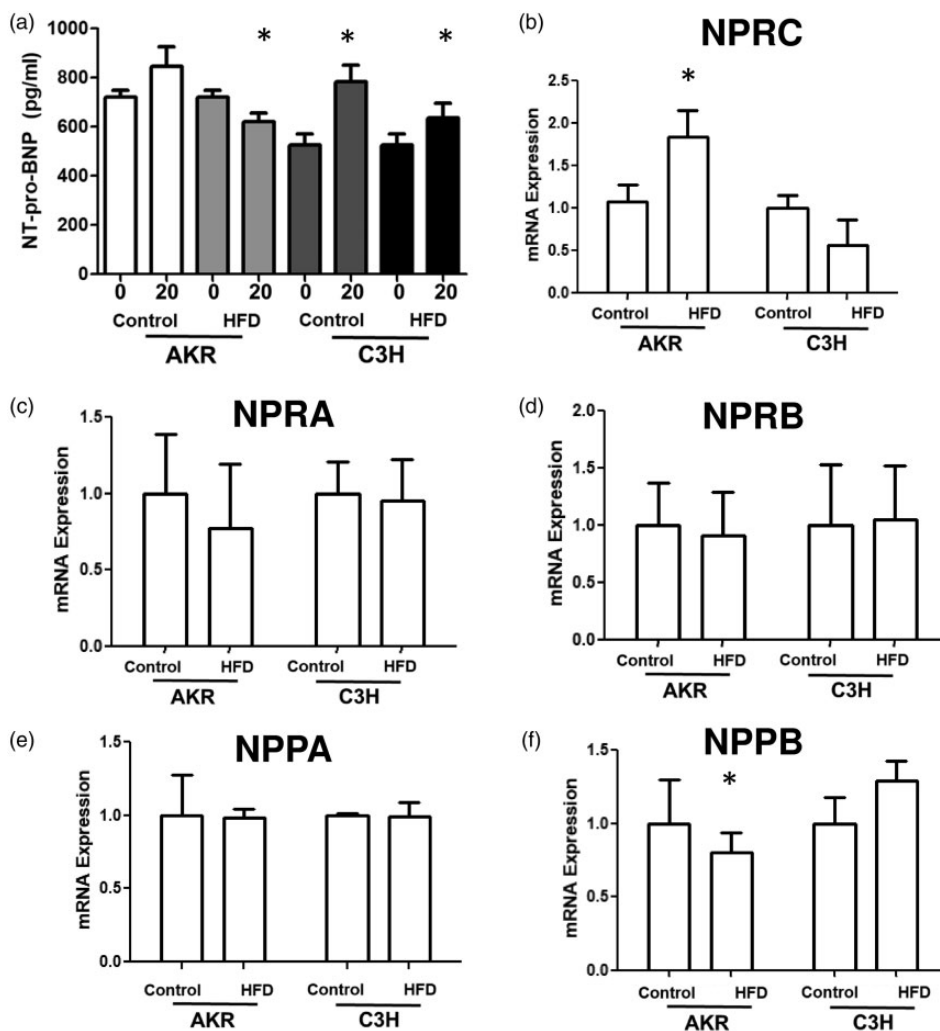 (a)
NT-pro-BNP (pg/ml)
1000
800
600
400
200
0
* * *
0 20 0 20 0 20 0 20
Control HFD Control HFD
AKR C3H
(b)
NPRC
mRNA Expression
2.5
2.0
1.5
1.0
0.5
0.0
*
Control HFD Control HFD
AKR C3H
(c)
NPRA
mRNA Expression
1.5
1.0
0.5
0.0
Control HFD Control HFD
AKR C3H
(d)
NPRB
mRNA Expression
2.0
1.5
1.0
0.5
0.0
Control HFD Control HFD
AKR C3H
(e)
NPPA
mRNA Expression
1.5
1.0
0.5
0.0
Control HFD Control HFD
AKR C3H
(f)
NPPB
mRNA Expression
1.5
1.0
0.5
0.0
*
Control HFD Control HFD
AKR C3H